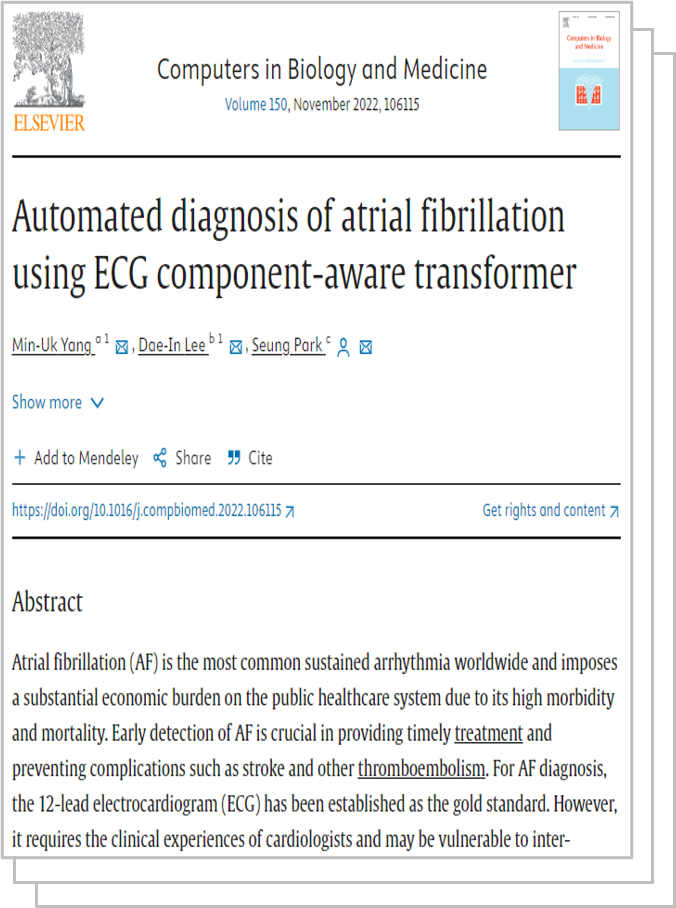 ELSEVIER
Computers in Biology and Medicine
Volume 150, November 2022, 106115
Computers in Biology
and Medicine
Automated diagnosis of atrial fibrillation
using ECG component-aware transformer
Min-Uk Yang a 1 , Dae-In Lee b 1 , Seung Park c
Show more
Add to Mendeley Share Cite
https://doi.org/10.1016/j.compbiomed.2022.106115 Get rights and content
Abstract
Atrial fibrillation (AF) is the most common sustained arrhythmia worldwide and imposes
a substantial economic burden on the public healthcare system due to its high morbidity
and mortality. Early detection of AF is crucial in providing timely treatment and
preventing complications such as stroke and other thromboembolism. For AF diagnosis,
the 12-lead electrocardiogram (ECG) has been established as the gold standard. However,
it requires the clinical experiences of cardiologists and may be vulnerable to inter-